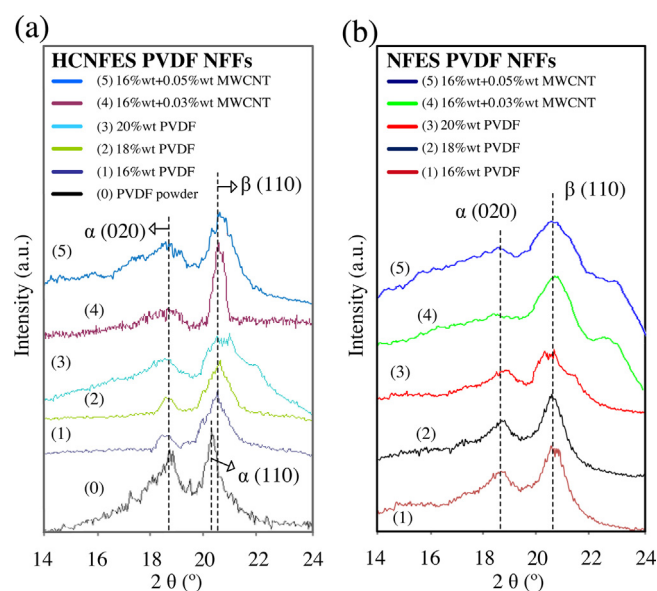 (a)
HCNFES PVDF NFFs
(5) 16%wt+0.05%wt MWCNT
(4) 16%wt+0.03%wt MWCNT
(3) 20%wt PVDF
(2) 18%wt PVDF
(1) 16%wt PVDF
(0) PVDF powder
β (110)
α (020)
(5)
(4)
(3)
(2)
(1)
(0)
α (110)
Intensity (a.u.)
14 16 18 20 22 24
2 θ (º)
(b)
NFES PVDF NFFs
(5) 16%wt+0.05%wt MWCNT
(4) 16%wt+0.03%wt MWCNT
(3) 20%wt PVDF
(2) 18%wt PVDF
(1) 16%wt PVDF
β (110)
α (020)
(5)
(4)
(3)
(2)
(1)
Intensity (a.u.)
14 16 18 20 22 24
2 θ (º)